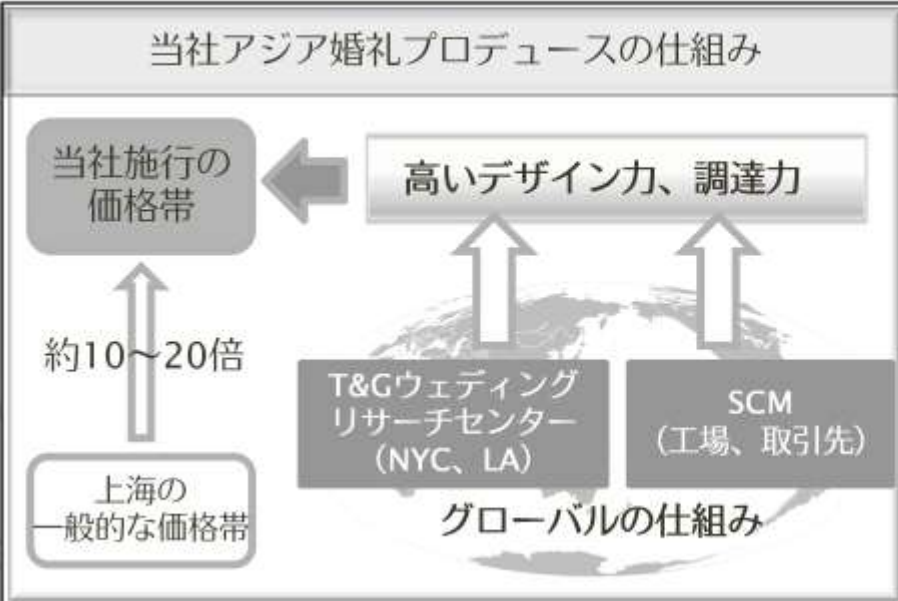 当社アジア婚礼プロデュースの仕組み
当社施行の
価格帯
高いデザイン力、調達力
約10～20倍
T&Gウェディング
リサーチセンター
（NYC、LA）
SCM
（工場、取引先）
上海の
一般的な価格帯
グローバルの仕組み